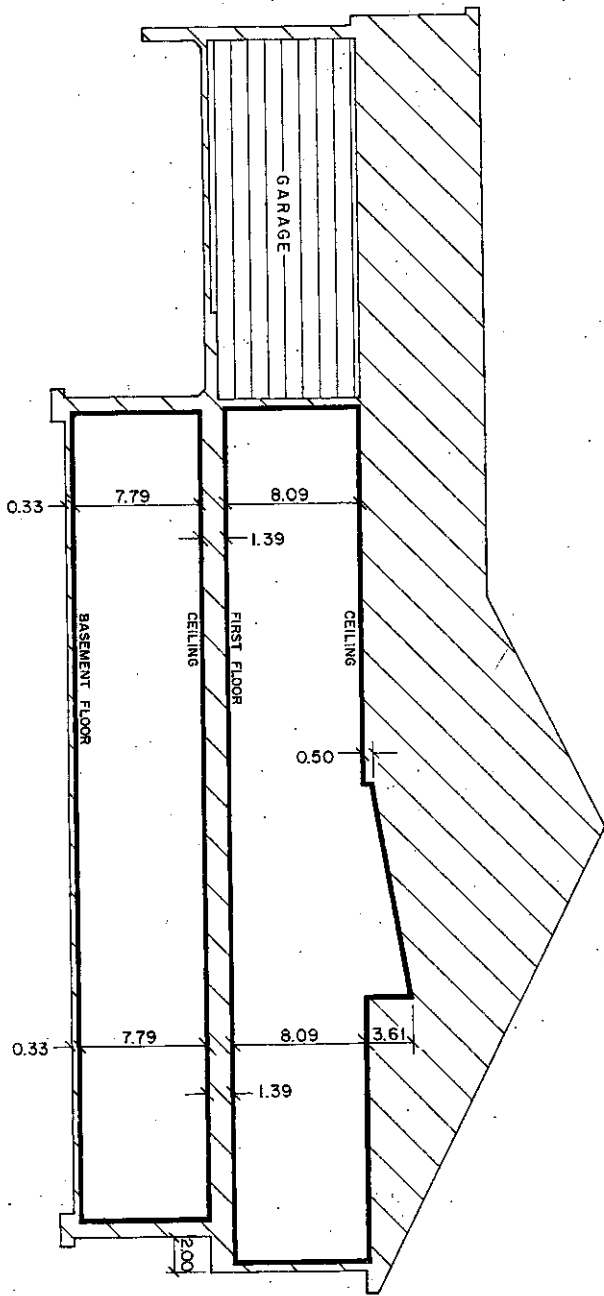 GARAGE
0.33
7.79
8.09
1.39
BASEMENT FLOOR
CEILING
FIRST FLOOR
CEILING
0.50
0.33
7.79
8.09
3.61
1.39
2.00